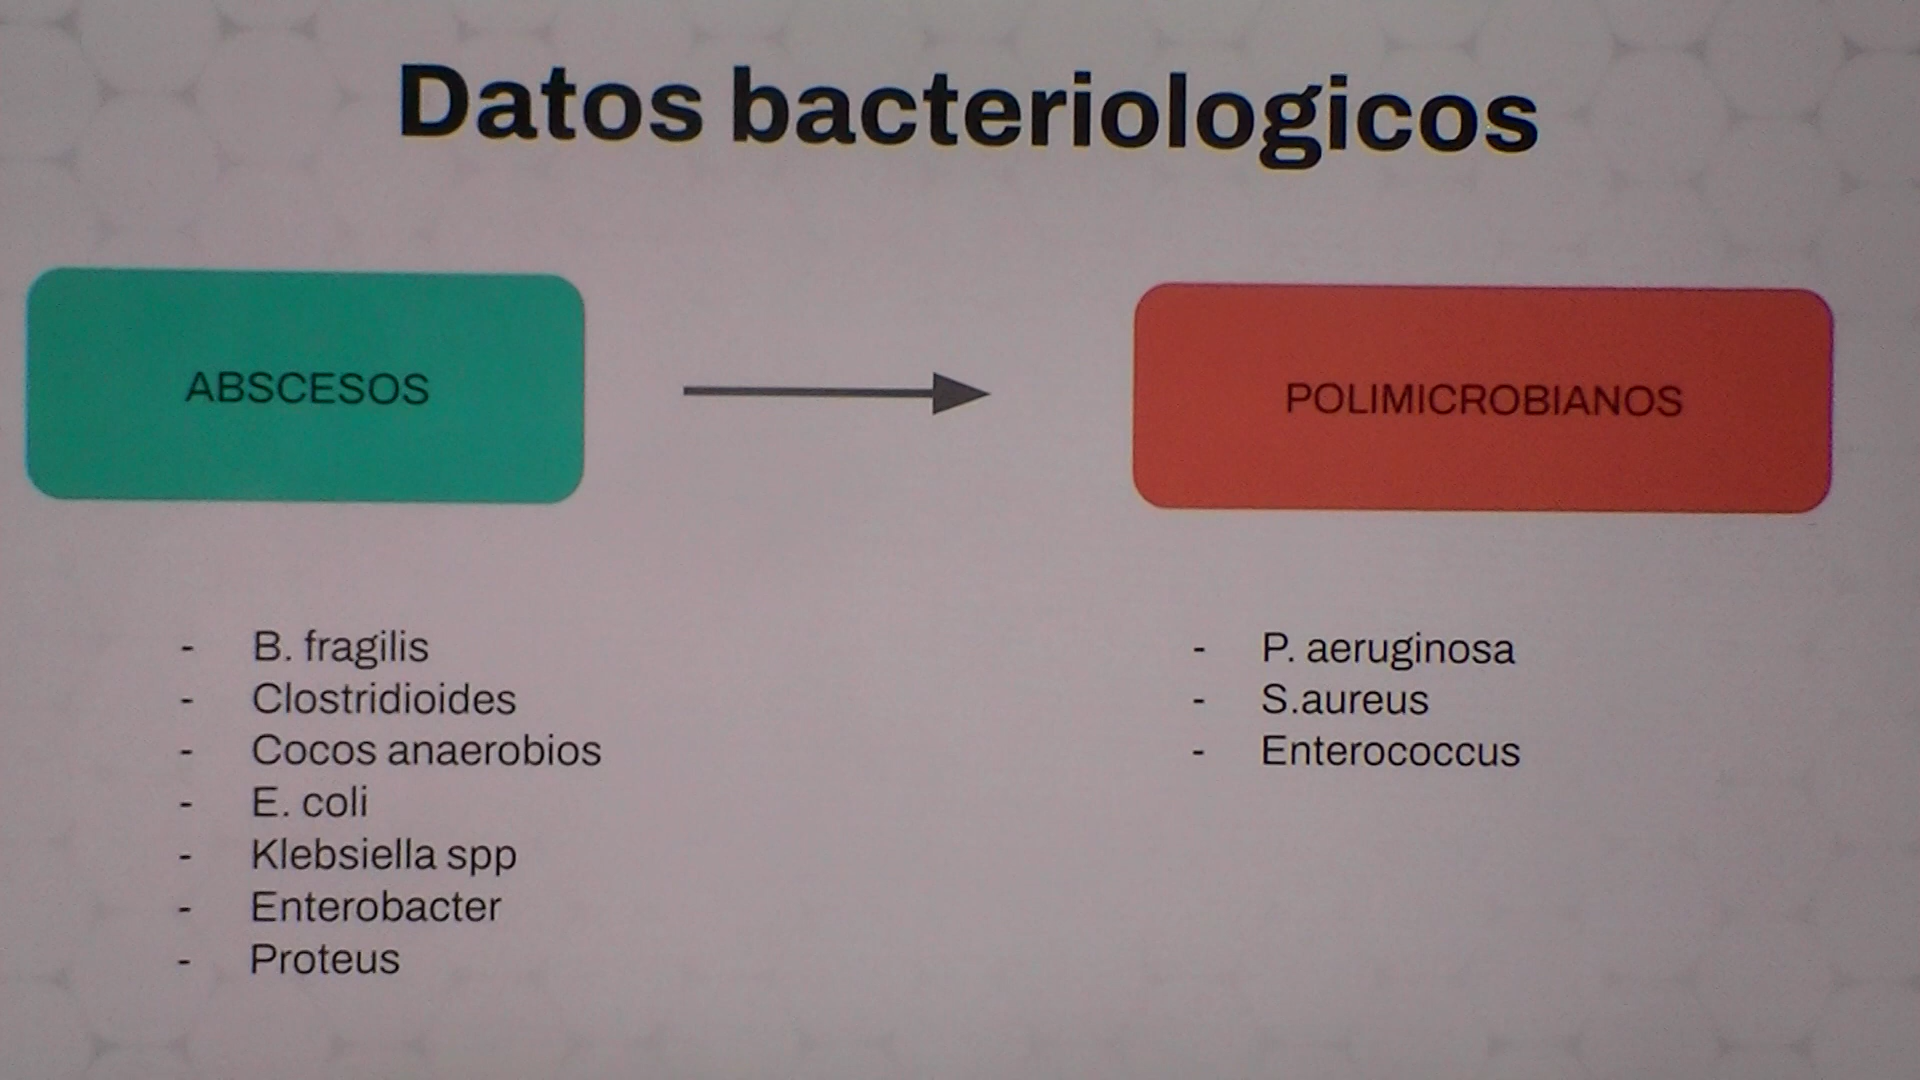 Datos bacteriologicos
ABSCESOS
POLIMICROBIANOS
- B. fragilis
- Clostridioides
- Cocos anaerobios
- E. coli
- Klebsiella spp
- Enterobacter
- Proteus
- P. aeruginosa
- S.aureus
- Enterococcus